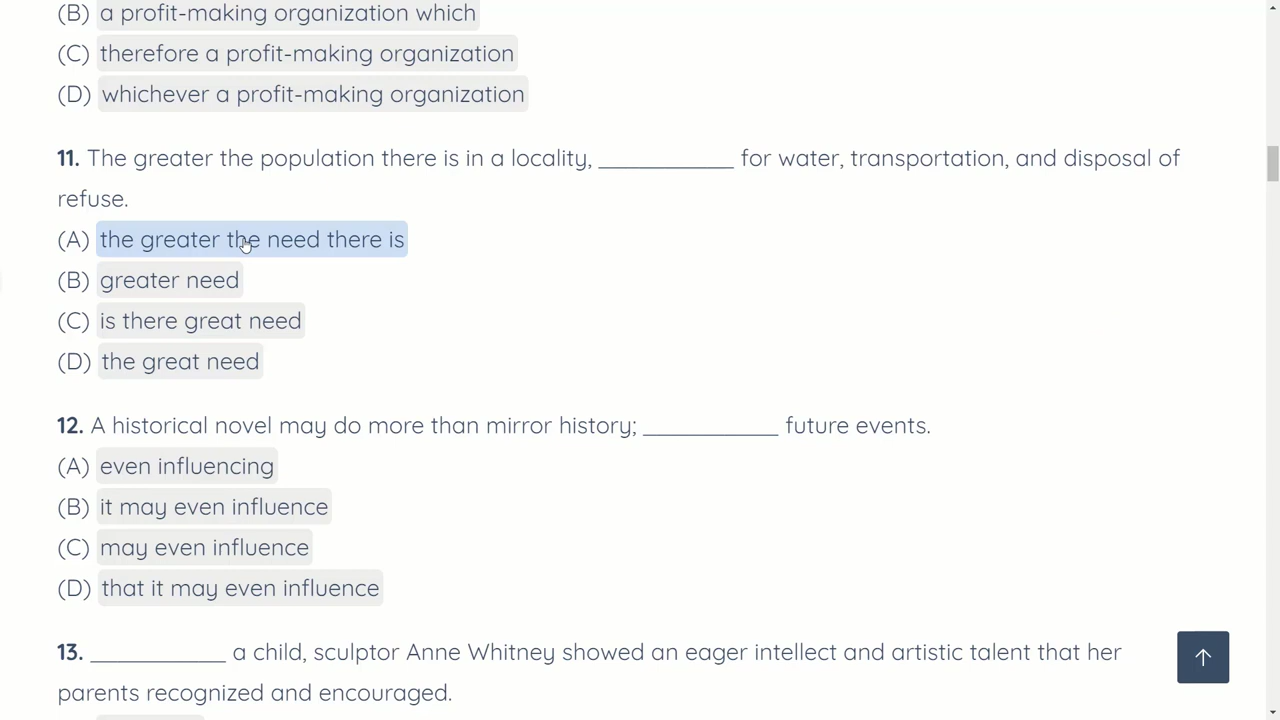 (B) a profit-making organization which
(C) therefore a profit-making organization
(D) whichever a profit-making organization
11. The greater the population there is in a locality, ___________ for water, transportation, and disposal of
refuse.
(A) the greater the need there is
(B) greater need
(C) is there great need
(D) the great need
12. A historical novel may do more than mirror history; ___________ future events.
(A) even influencing
(B) it may even influence
(C) may even influence
(D) that it may even influence
13. ___________ a child, sculptor Anne Whitney showed an eager intellect and artistic talent that her
parents recognized and encouraged.